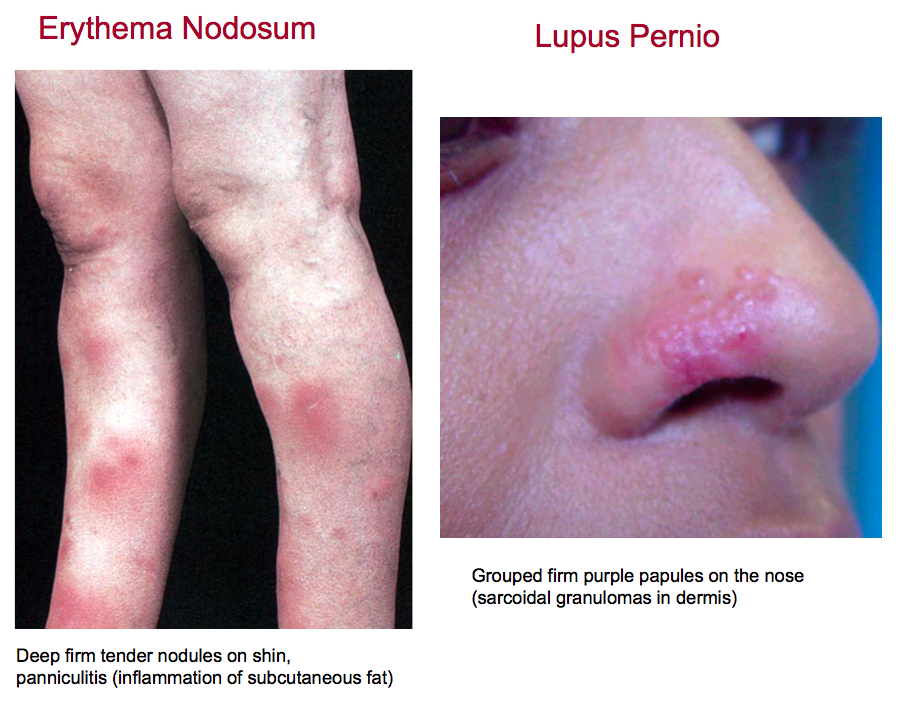 Erythema Nodosum
Lupus Pernio
Grouped firm purple papules on the nose
(sarcoidal granulomas in dermis)
Deep firm tender nodules on shin,
panniculitis (inflammation of subcutaneous fat)